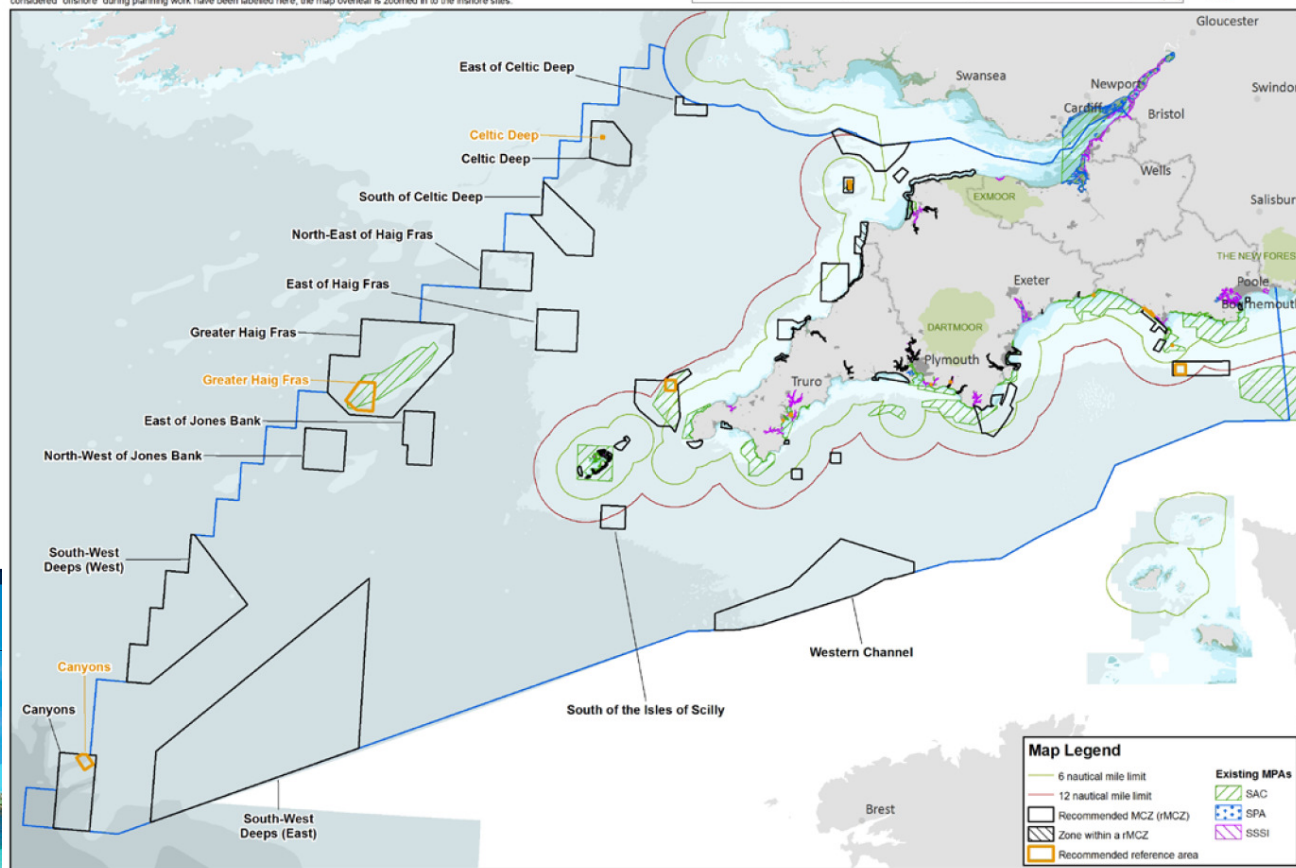 considered "offshore" during planning work have been labelled here, the map overleaf is zoomed in to the inshore sites.
Gloucester
East of Celtic Deep
Swansea
Newport
Swindon
Cardiff
Bristol
Celtic Deep
Celtic Deep
Wells
South of Celtic Deep
EXMOOR
Salisbur
North-East of Haig Fras
THE NEW FORES
East of Haig Fras
Exeter
Poole
Bournemouth
Greater Haig Fras
DARTMOOR
Plymouth
Greater Haig Fras
Truro
East of Jones Bank
North-West of Jones Bank
South-West
Deeps (West)
Western Channel
Canyons
Canyons
South of the Isles of Scilly
Brest
South-West
Deeps (East)
Map Legend
6 nautical mile limit
12 nautical mile limit
Recommended MCZ (rMCZ)
Zone within a rMCZ
Recommended reference area
Existing MPAs
SAC
SPA
SSSI